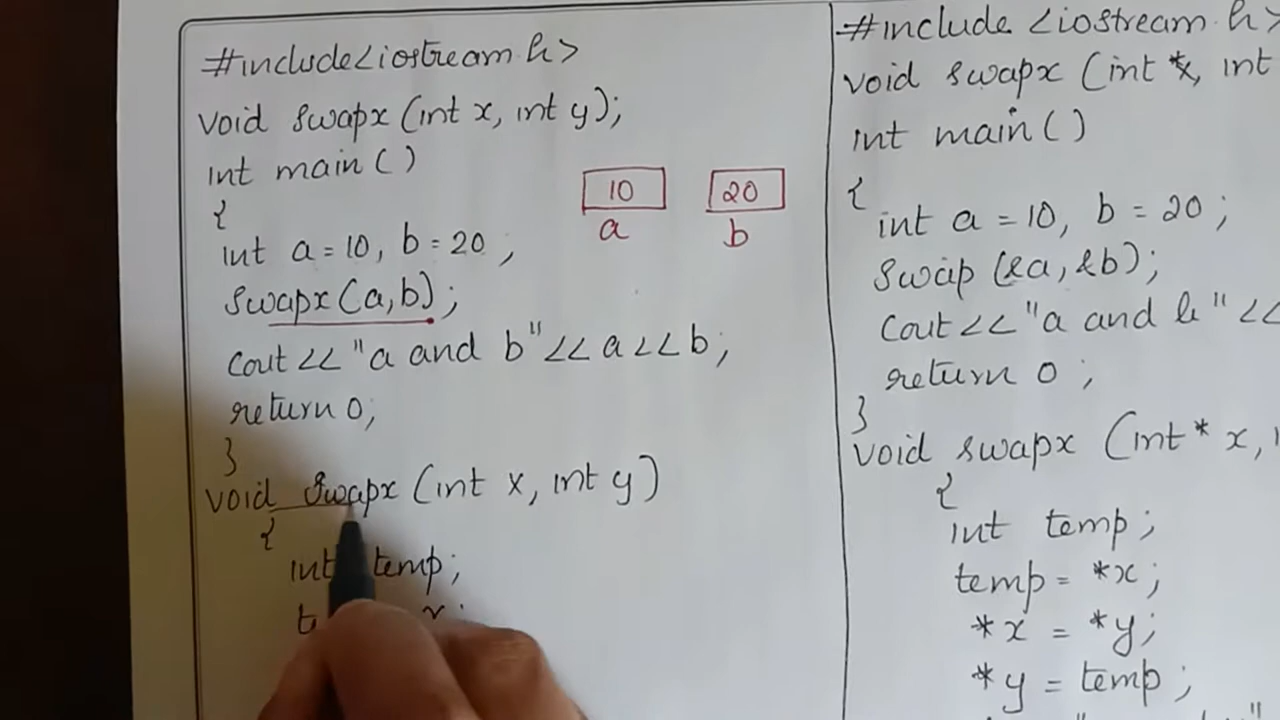 #include<iostream.h>
void swapx (int x, int y);
int main ( )
{
int a = 10, b = 20 ,
swapx (a,b) ;
cout << "a and b" << a << b ;
return 0;
}
void swapx (int x, int y )
{
int temp ;
10 20
a b
#include <iostream.h>
void swapx (int *x, int
int main ( )
{
int a = 10, b = 20 ;
swap (&a, &b);
cout << "a and b" <<
return 0 ;
}
void swapx (int * x,
{
int temp ;
temp = *x ;
*x = *y;
*y = temp ;